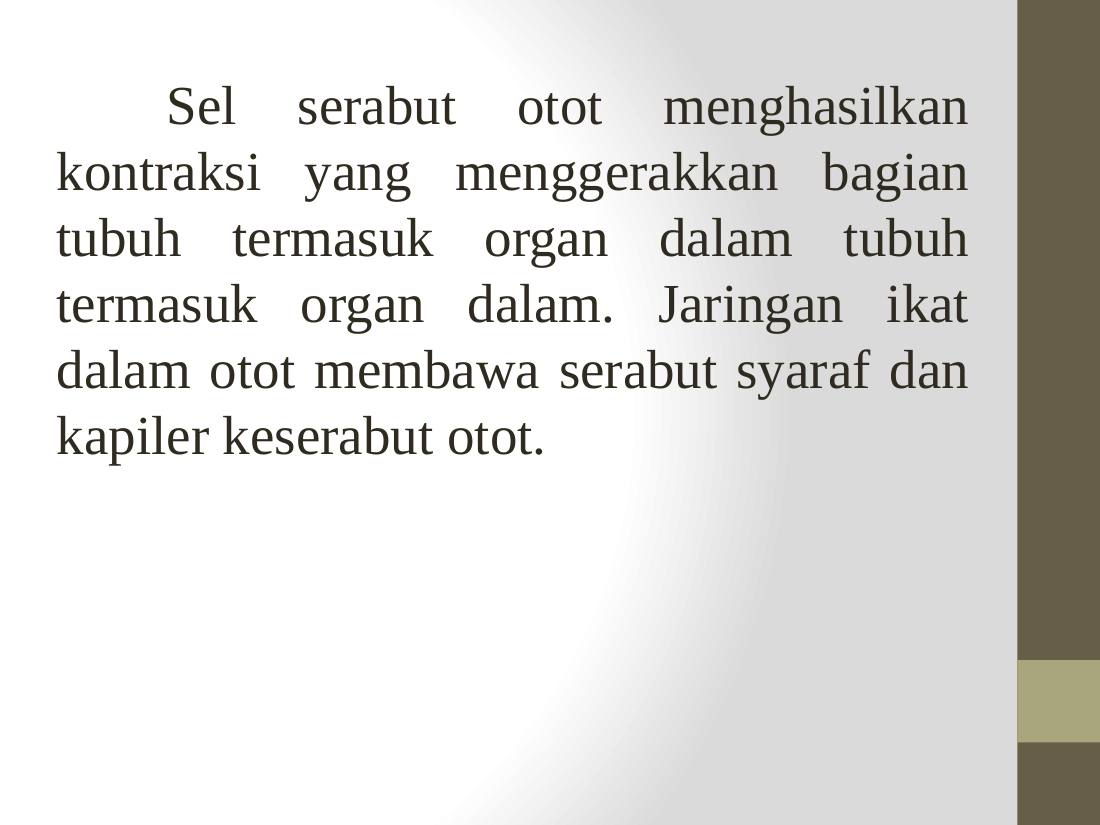 Sel serabut otot menghasilkan
kontraksi yang menggerakkan bagian
tubuh termasuk organ dalam tubuh
termasuk organ dalam. Jaringan ikat
dalam otot membawa serabut syaraf dan
kapiler keserabut otot.